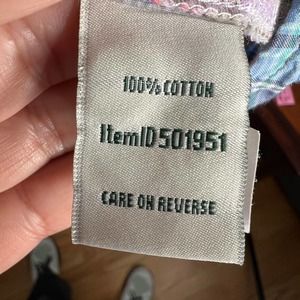 100% COTTON
ItemID501951
CARE ON REVERSE